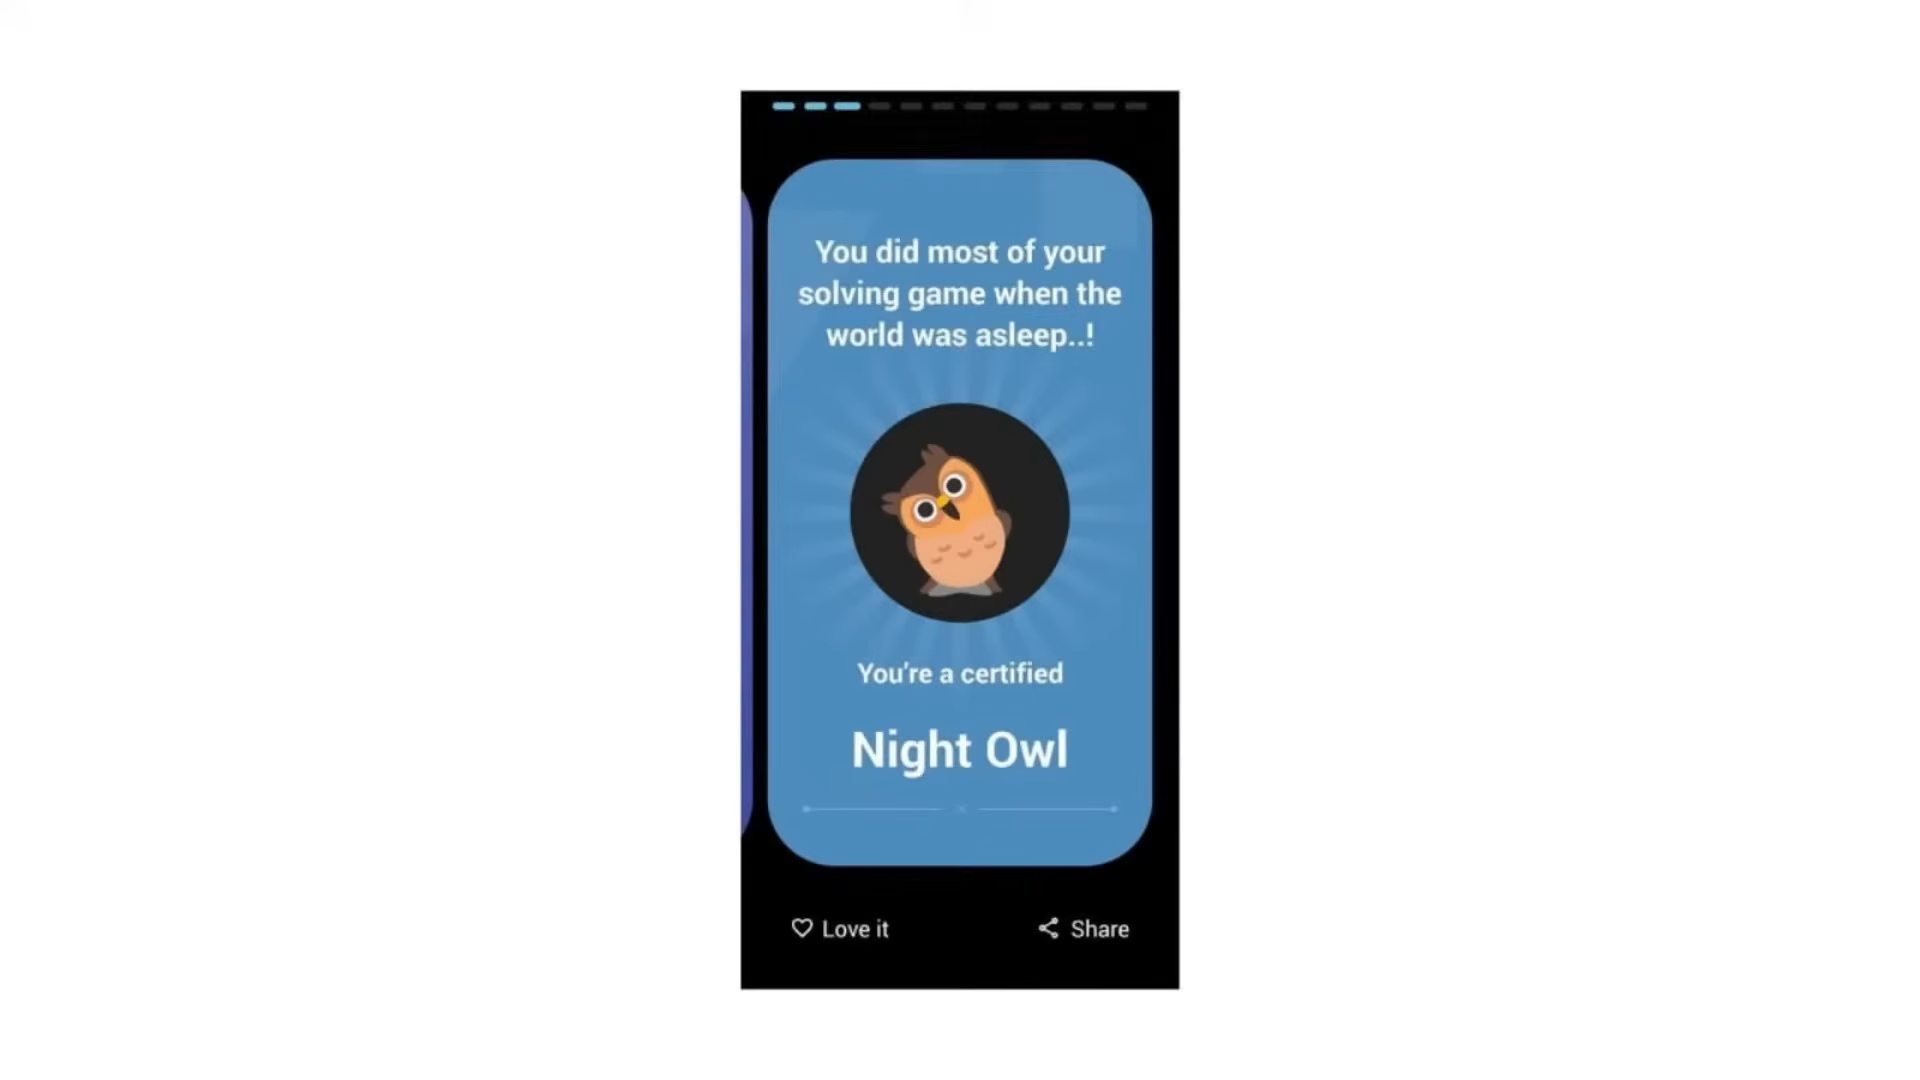 You did most of your
solving game when the
world was asleep..!
You're a certified
Night Owl
Love it
Share